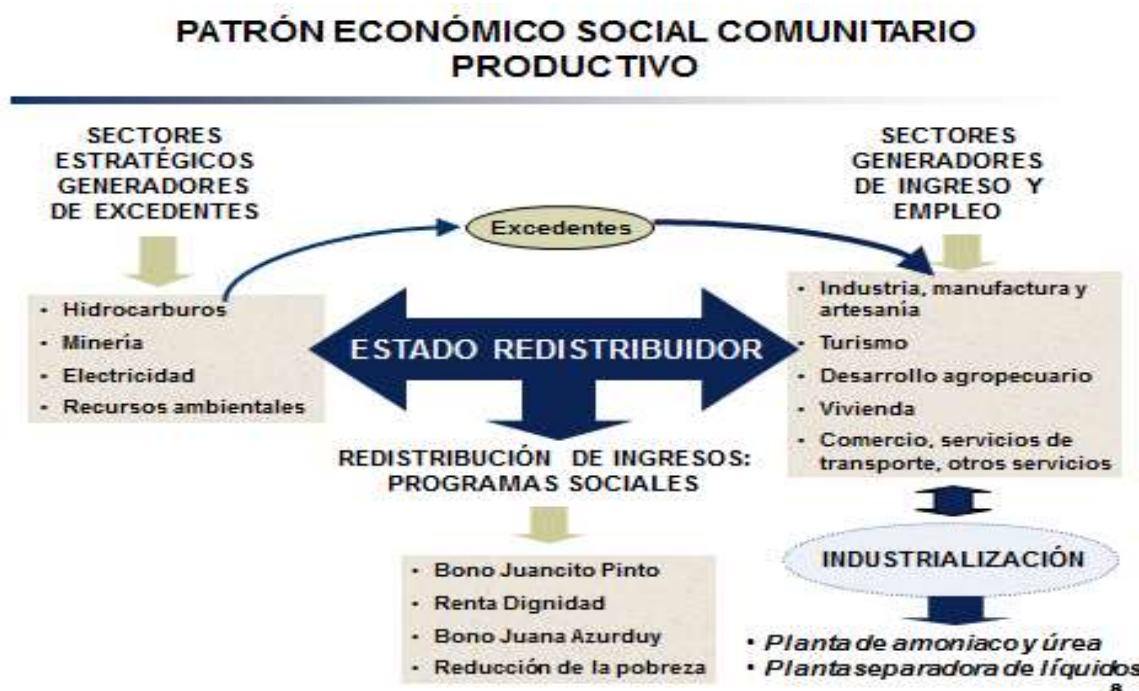 PATRÓN ECONÓMICO SOCIAL COMUNITARIO
PRODUCTIVO
SECTORES
ESTRATÉGICOS
GENERADORES
DE EXCEDENTES
SECTORES
GENERADORES
DE INGRESO Y
EMPLEO
Excedentes
• Hidrocarburos
• Minería
• Electricidad
• Recursos ambientales
ESTADO REDISTRIBUIDOR
• Industria, manufactura y
artesanía
• Turismo
• Desarrollo agropecuario
• Vivienda
• Comercio, servicios de
transporte, otros servicios
REDISTRIBUCIÓN DE INGRESOS:
PROGRAMAS SOCIALES
• Bono Juancito Pinto
• Renta Dignidad
• Bono Juana Azurduy
• Reducción de la pobreza
INDUSTRIALIZACIÓN
• Planta de amoniaco y úrea
• Planta separadora de líquidos